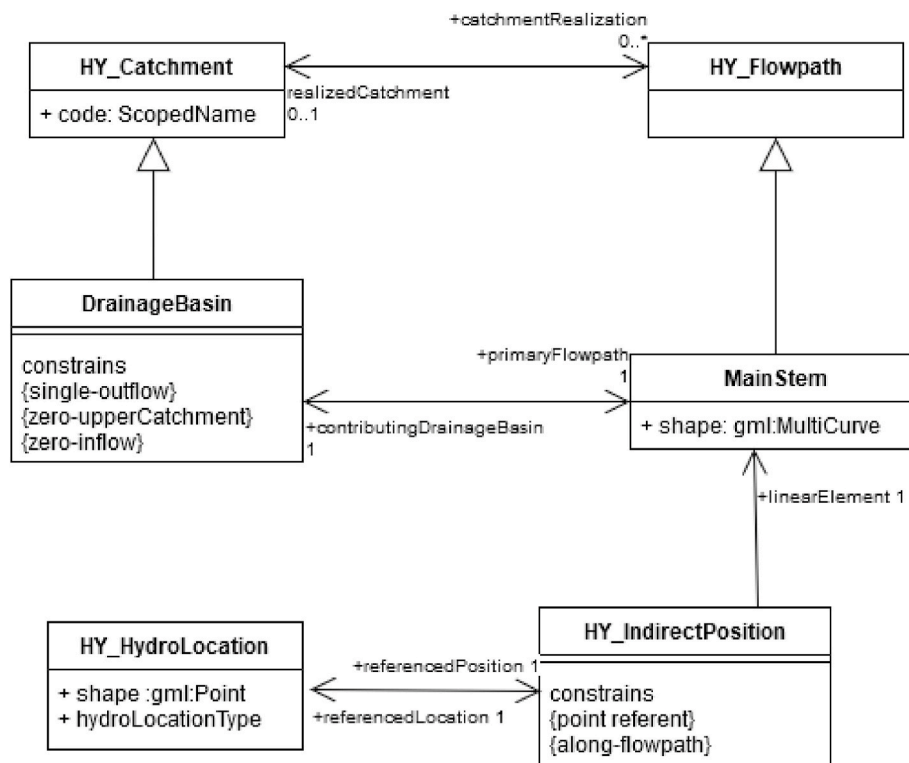 +catchmentRealization
0..*
HY_Catchment
HY_Flowpath
+ code: ScopedName
realizedCatchment
0..1
DrainageBasin
constrains
{single-outflow}
{zero-upperCatchment}
{zero-inflow}
+primaryFlowpath
1
MainStem
+ shape: gml:MultiCurve
+contributingDrainageBasin
1
+linearElement 1
HY_HydroLocation
+ shape :gml:Point
+ hydroLocationType
+referencedPosition 1
+referencedLocation 1
HY_IndirectPosition
constrains
{point referent}
{along-flowpath}